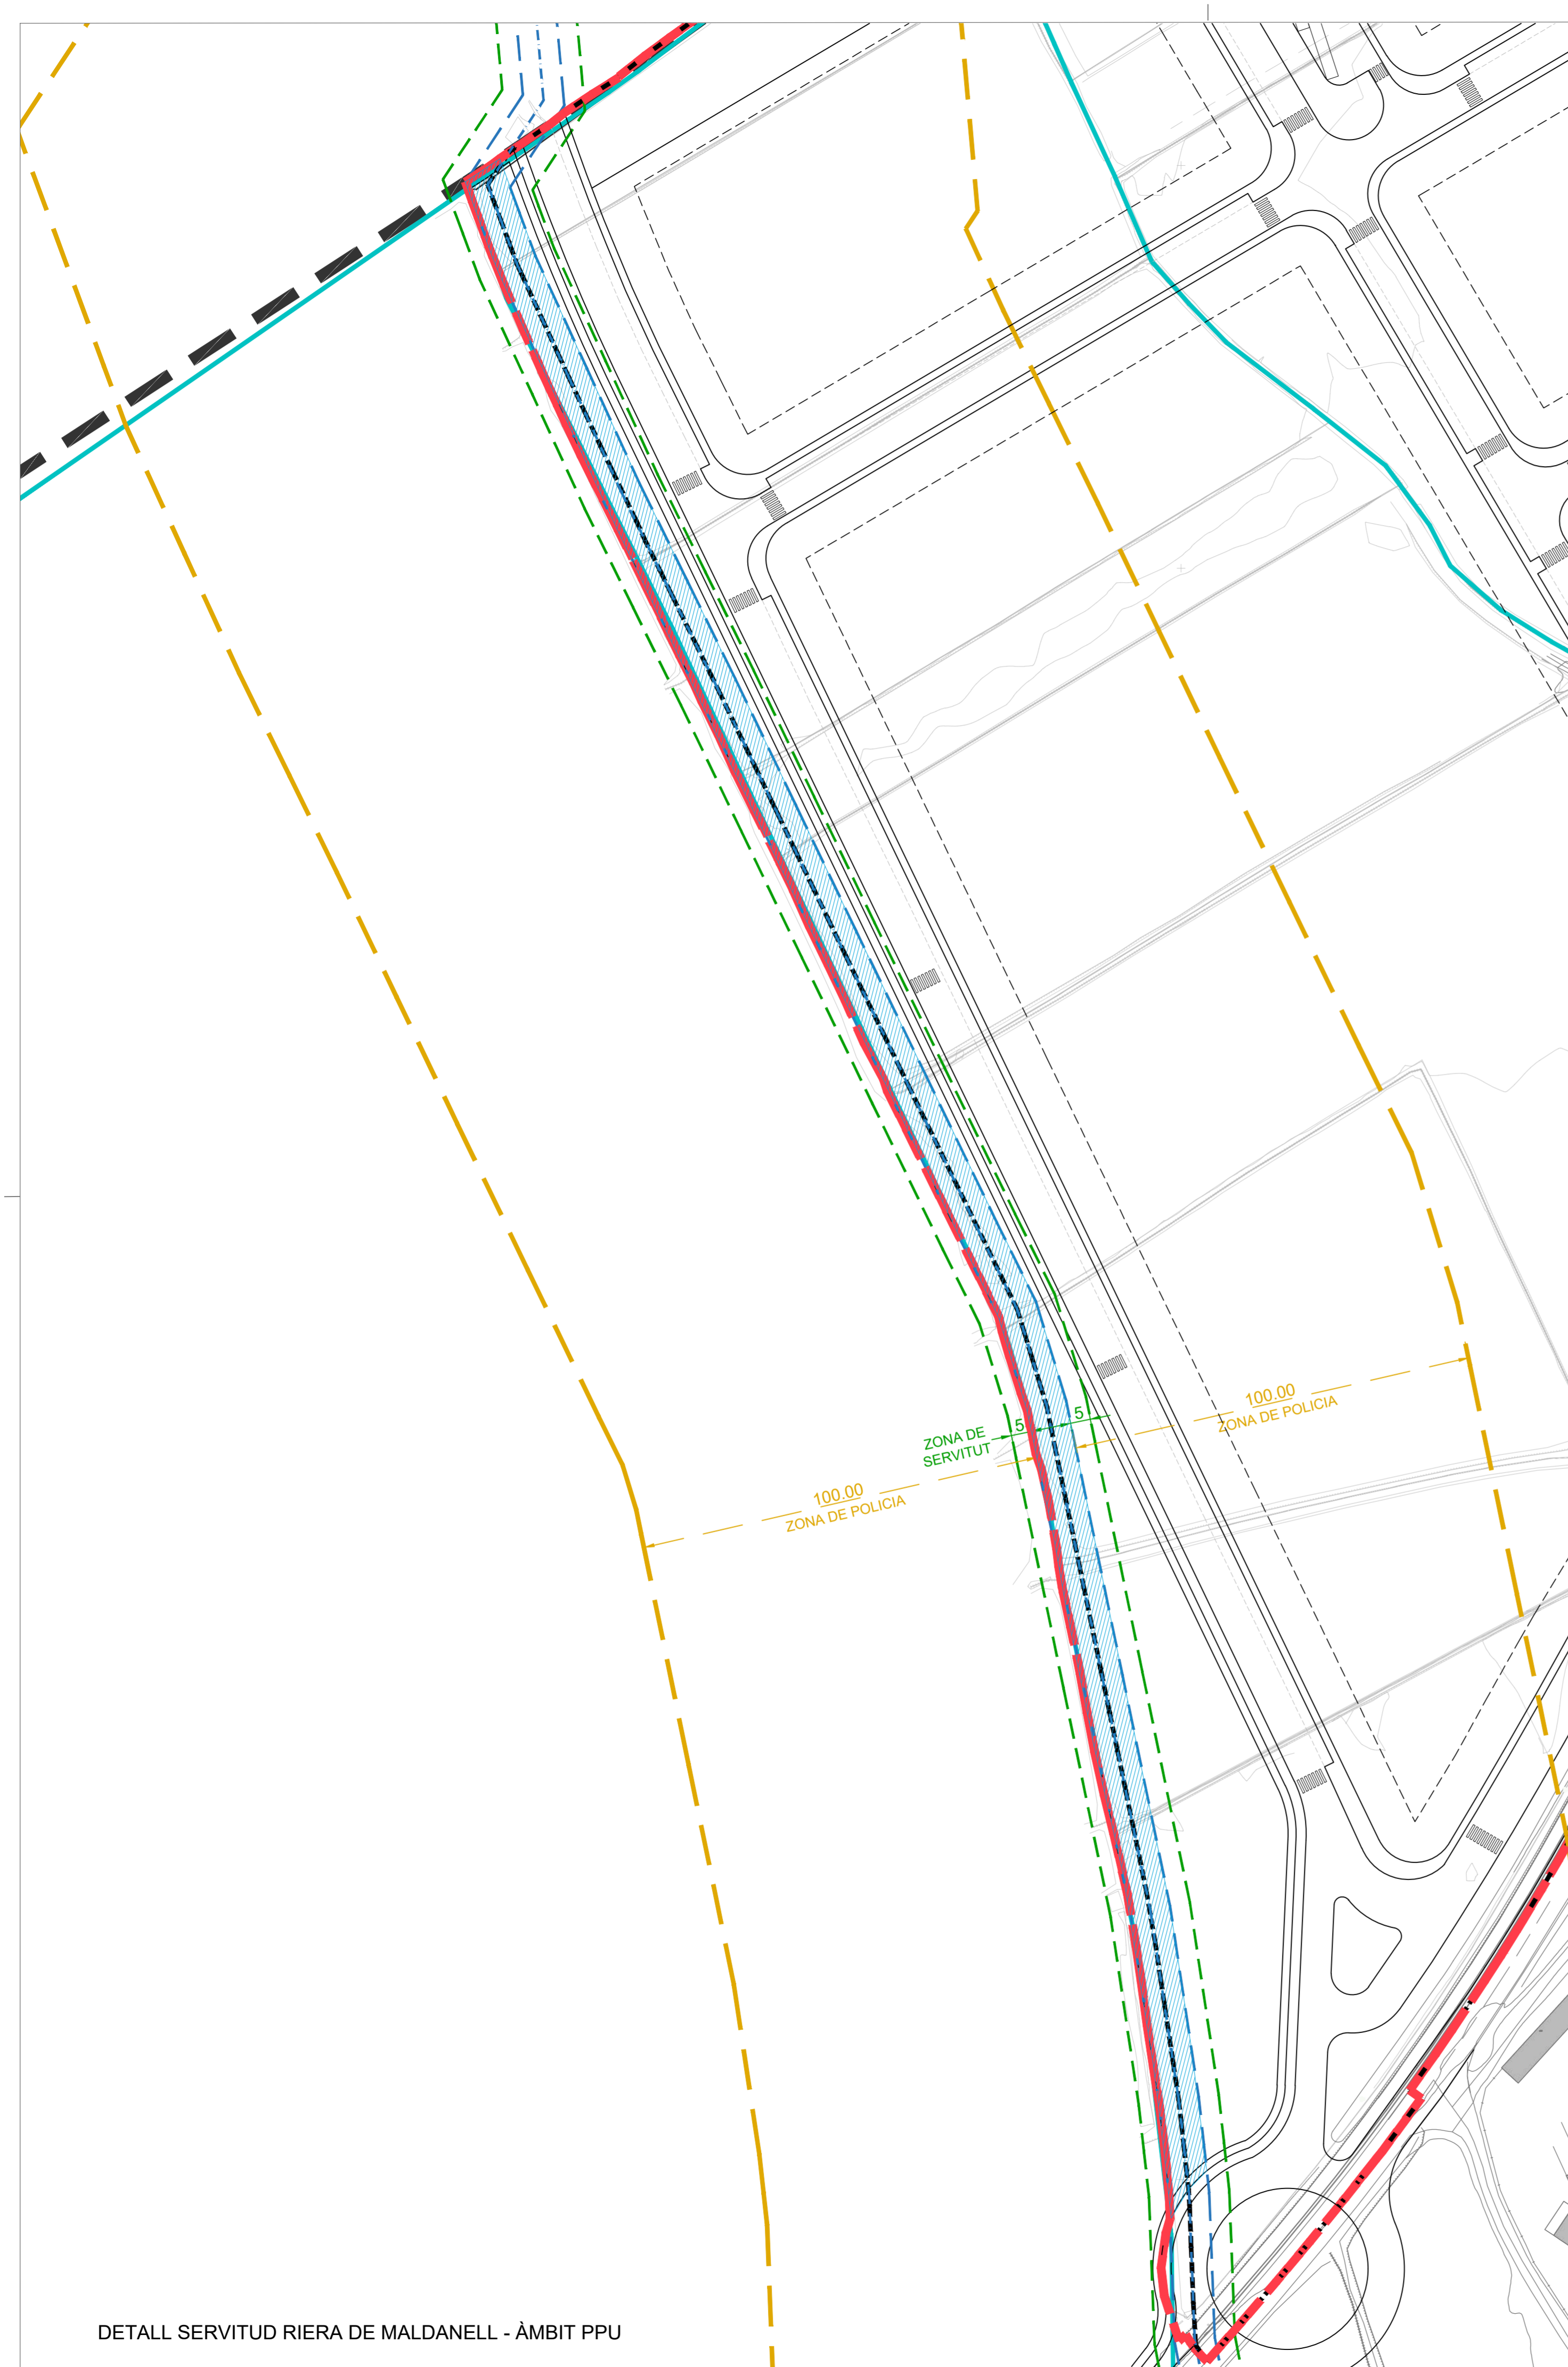 100.00
ZONA DE POLICIA
5
ZONA DE
SERVITUT
5
100.00
ZONA DE POLICIA
DETALL SERVITUD RIERA DE MALDANELL - ÀMBIT PPU